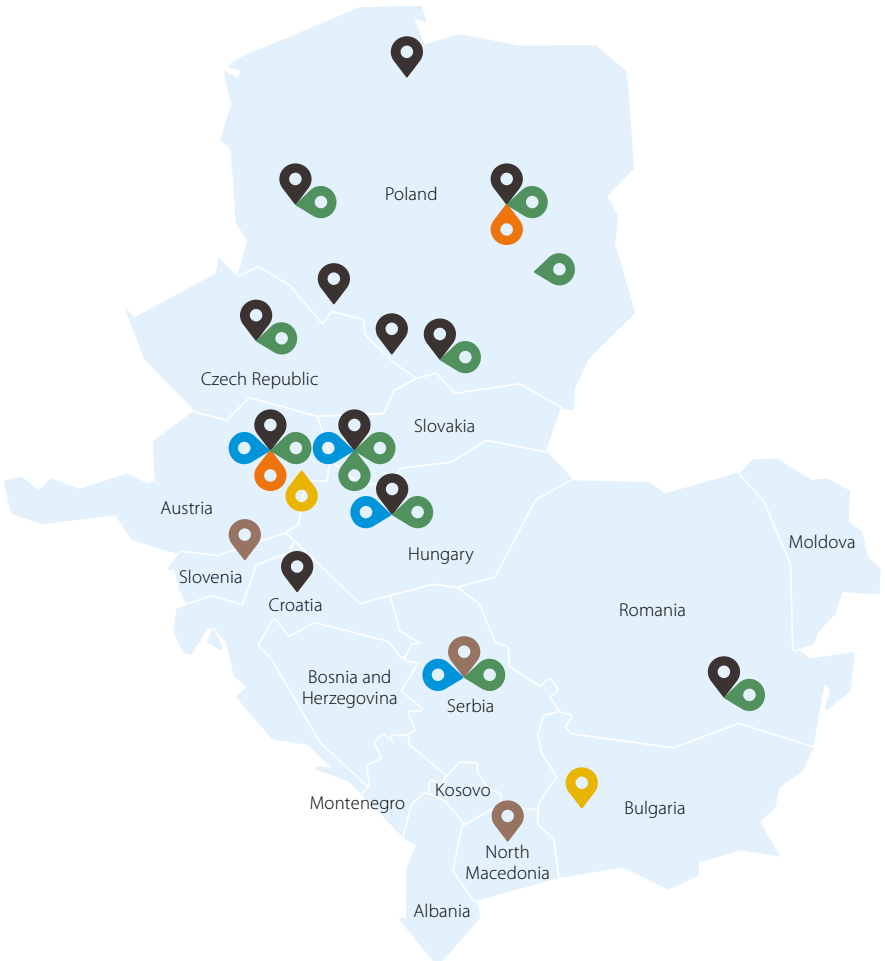 Poland
Czech Republic
Slovakia
Austria
Hungary
Moldova
Slovenia
Croatia
Romania
Bosnia and
Herzegovina
Serbia
Kosovo
Montenegro
Bulgaria
North
Macedonia
Albania